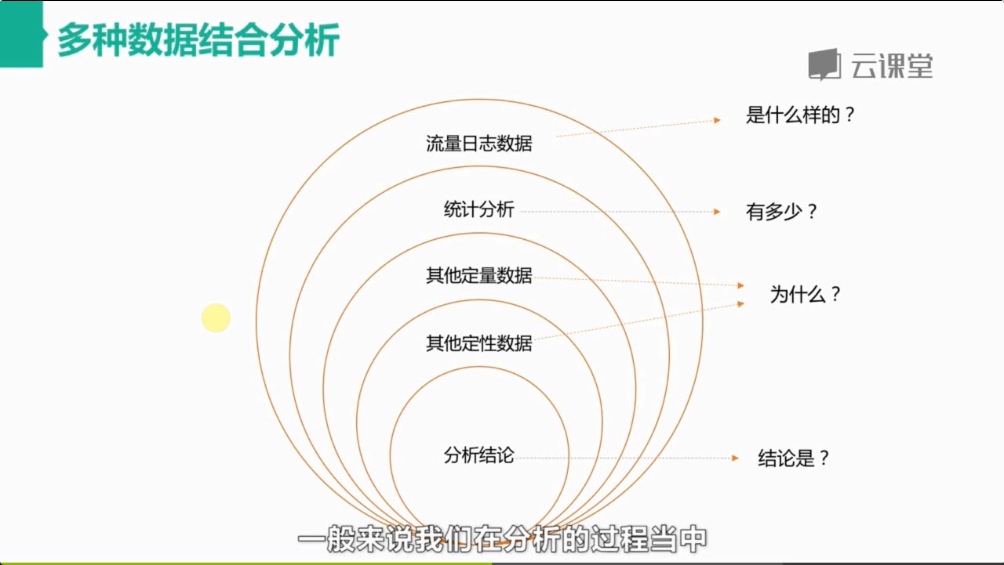 多种数据结合分析
云课堂
流量日志数据
是什么样的？
统计分析
有多少？
其他定量数据
为什么？
其他定性数据
分析结论
结论是？
一般来说我们在分析的过程当中